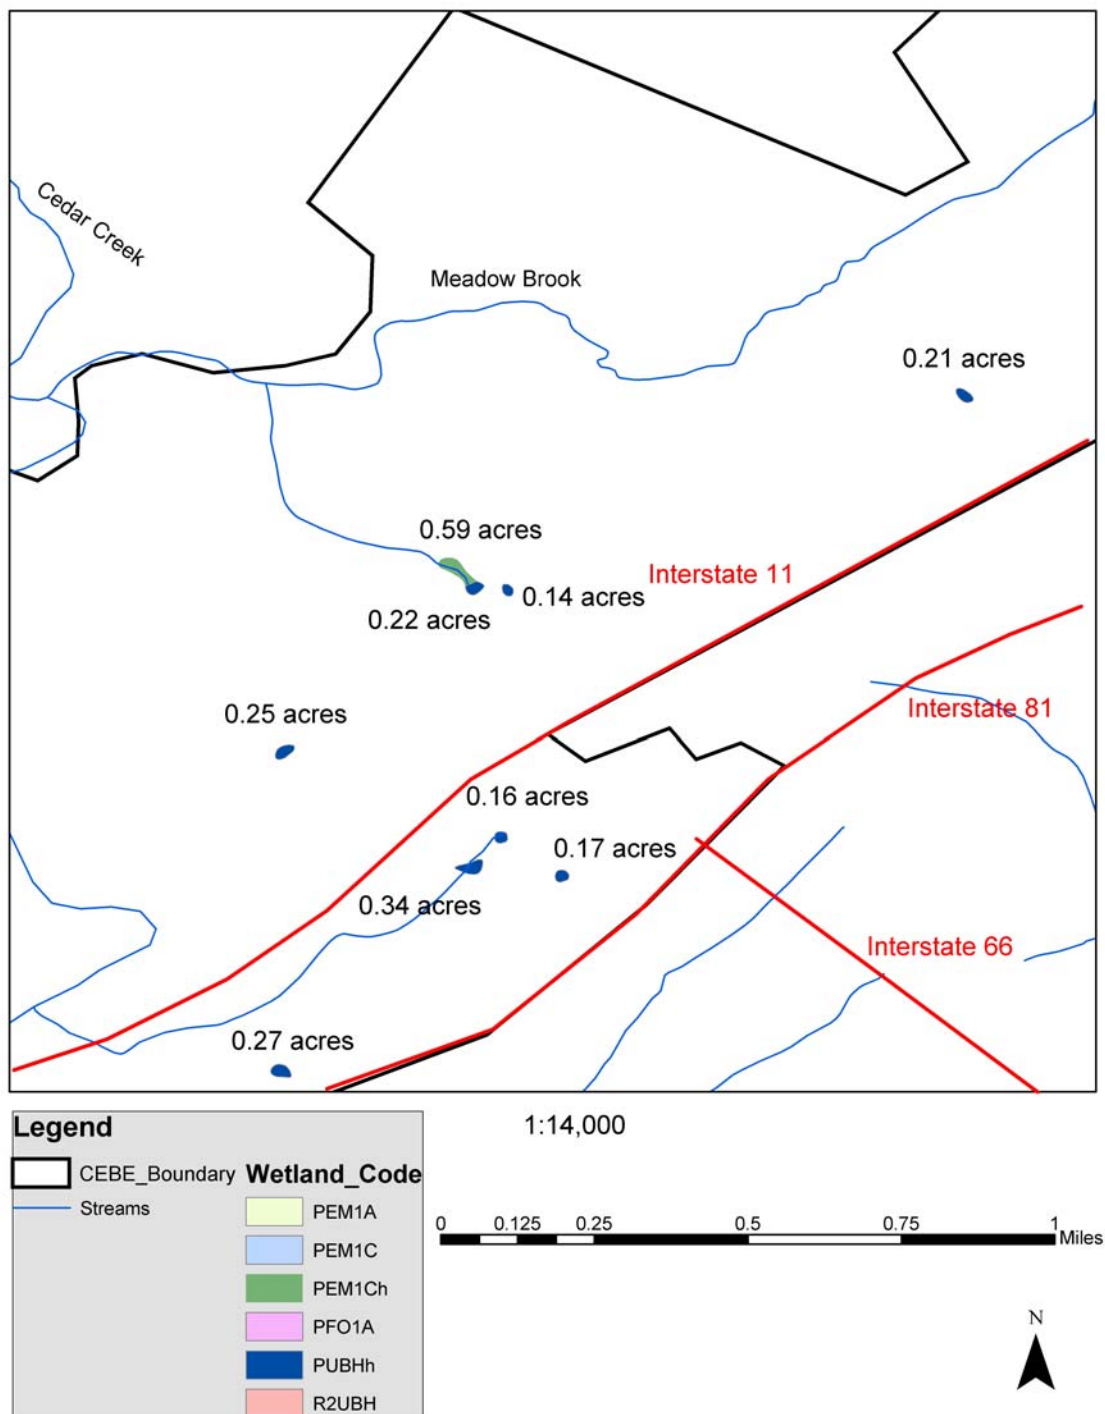 Cedar Creek
Meadow Brook
0.21 acres
0.59 acres
Interstate 11
0.14 acres
0.22 acres
Interstate 81
0.25 acres
0.16 acres
0.17 acres
0.34 acres
Interstate 66
0.27 acres
Legend
CEBE_Boundary
Streams
Wetland_Code
PEM1A
PEM1C
PEM1Ch
PFO1A
PUBHh
R2UBH
1:14,000
0 0.125 0.25 0.5 0.75 1
Miles
N